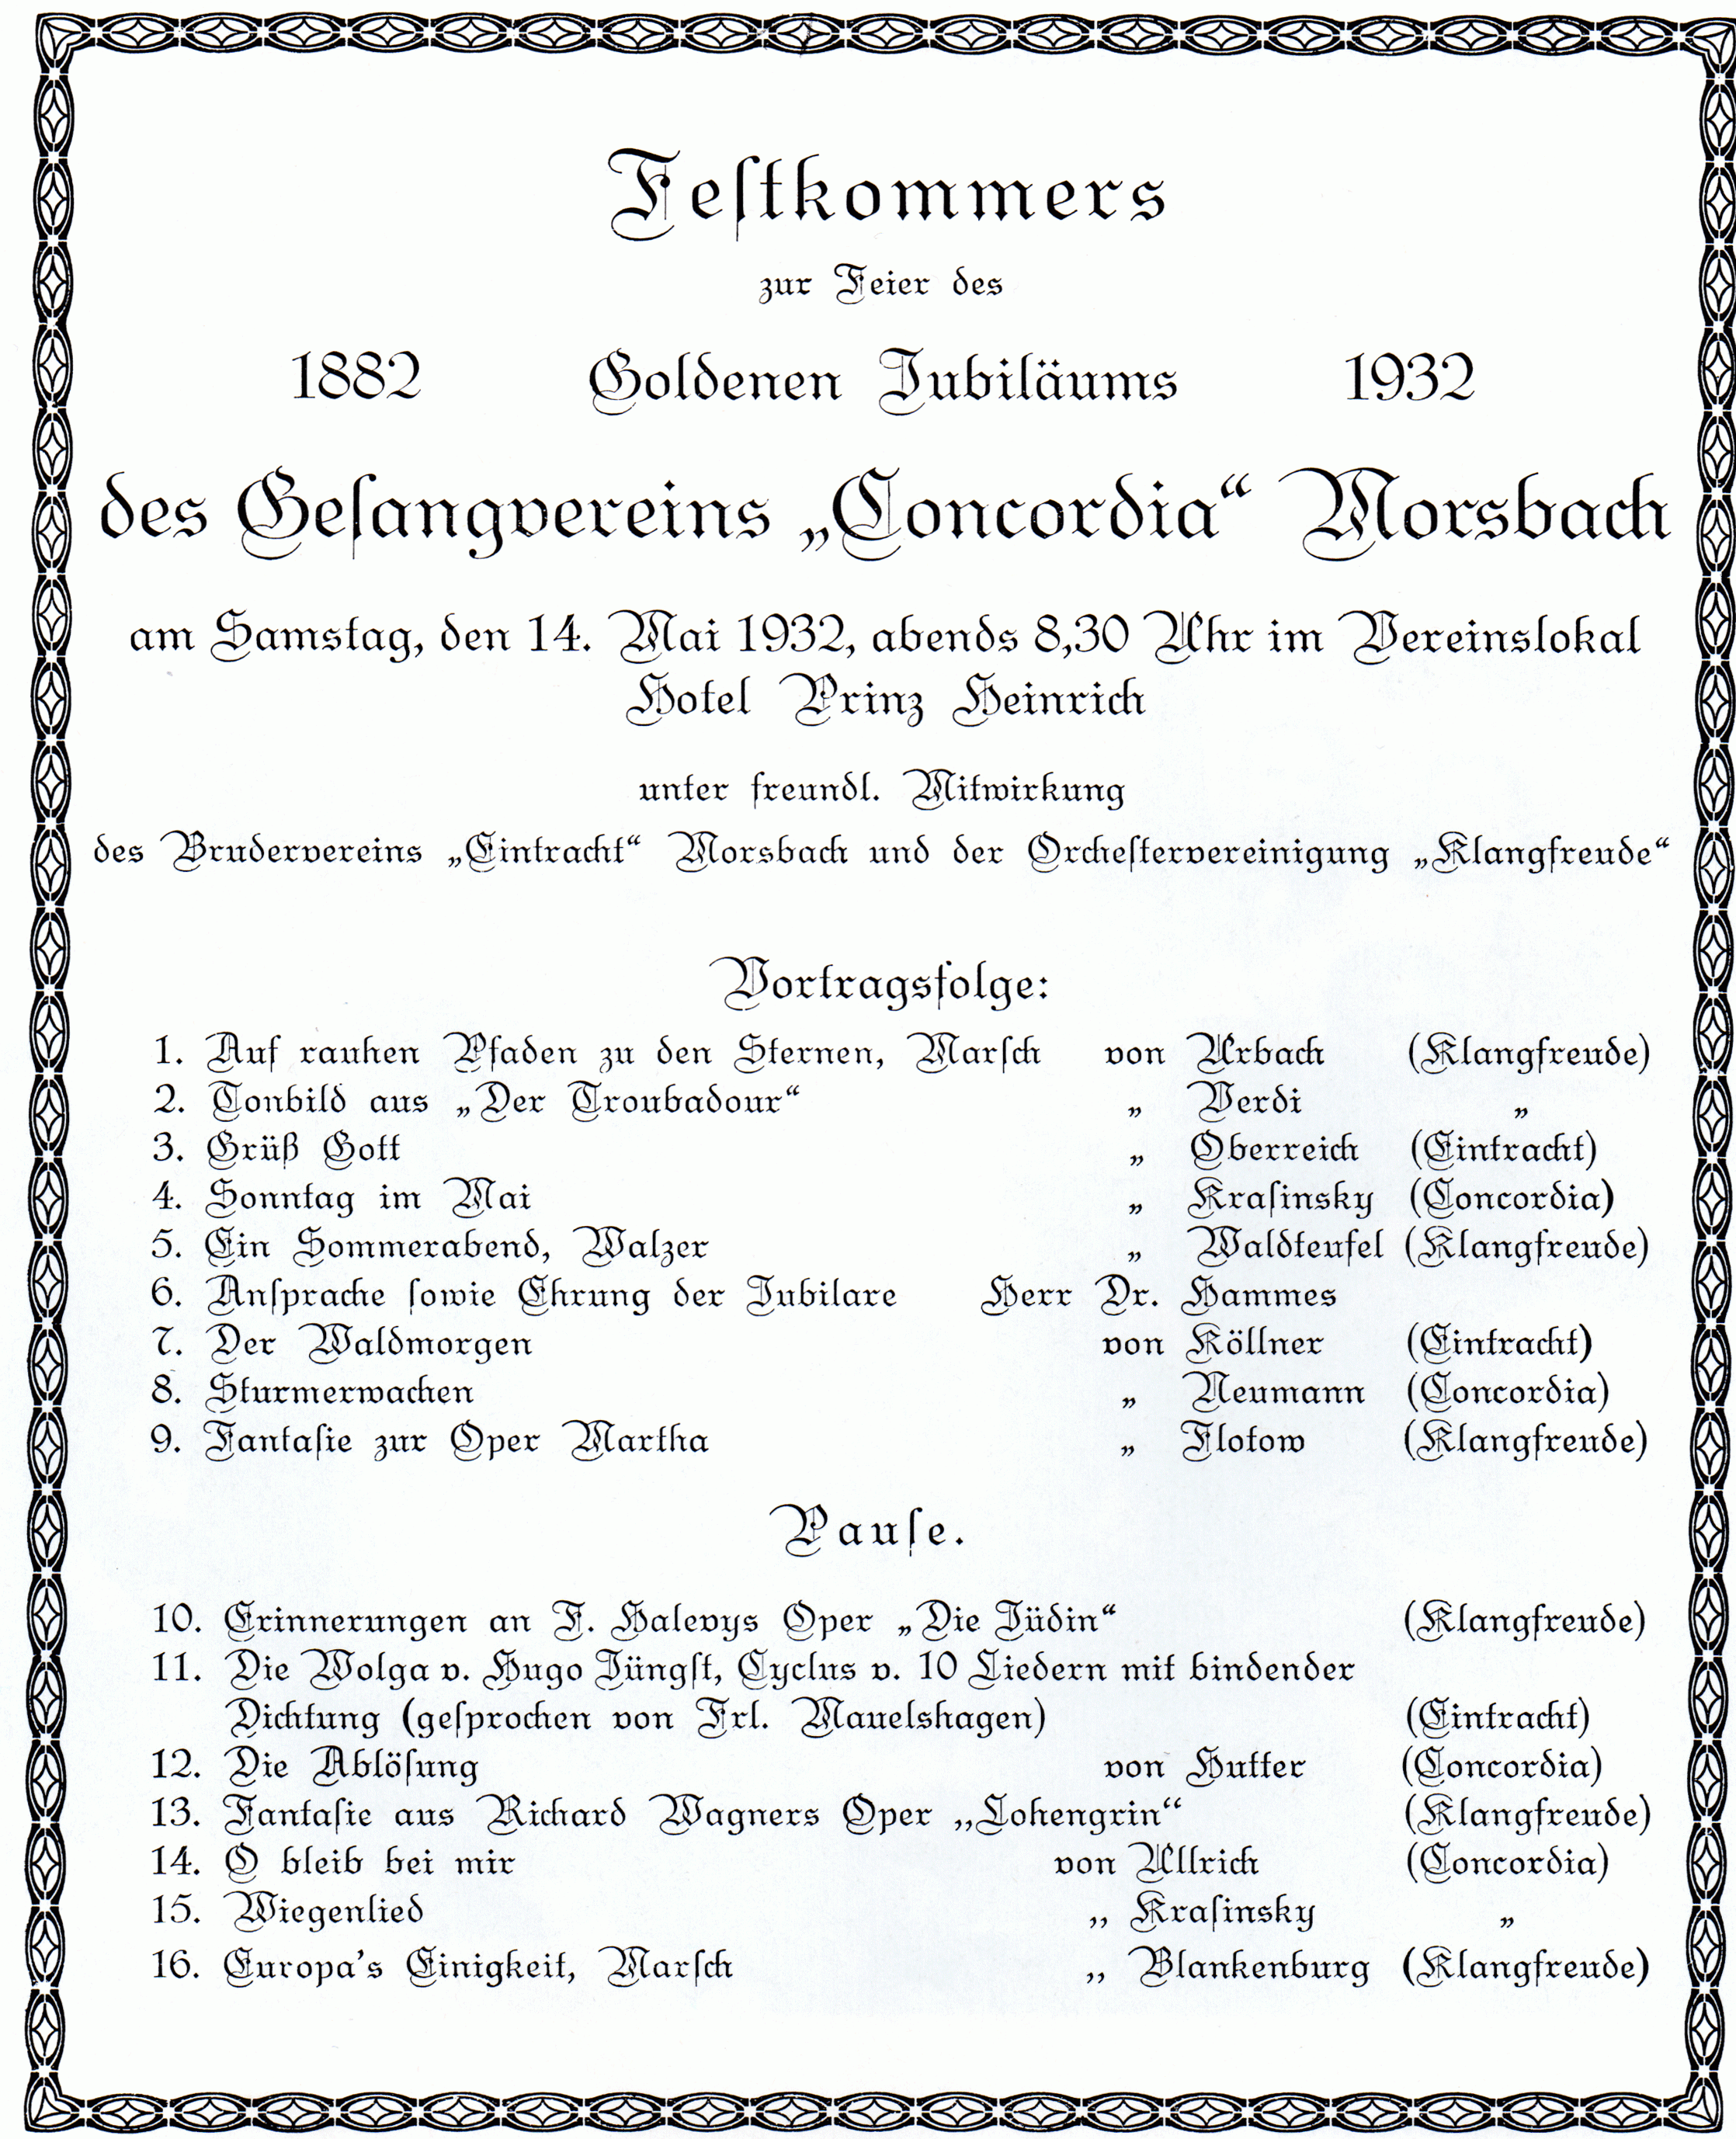 Feſtkommers
zur Feier des
1882 Goldenen Jubiläums 1932
des Geſangvereins „Concordia“ Morsbach
am Samstag, den 14. Mai 1932, abends 8,30 Uhr im Vereinslokal
Hotel Prinz Heinrich
unter freundl. Mitwirkung
des Brudervereins „Eintracht“ Morsbach und der Orcheſtervereinigung „Klangfreude“
Vortragsfolge:
1. Auf rauhen Pfaden zu den Sternen, Marſch von Urbach (Klangfreude)
2. Tonbild aus „Der Troubadour“ „ Verdi „
3. Grüß Gott „ Oberreich (Eintracht)
4. Sonntag im Mai „ Kraſinsky (Concordia)
5. Ein Sommerabend, Walzer „ Waldteufel (Klangfreude)
6. Anſprache ſowie Ehrung der Jubilare Herr Dr. Hammes
7. Der Waldmorgen von Köllner (Eintracht)
8. Sturmerwachen „ Neumann (Concordia)
9. Fantaſie zur Oper Martha „ Flotow (Klangfreude)
Pauſe.
10. Erinnerungen an F. Halevys Oper „Die Jüdin“ (Klangfreude)
11. Die Wolga v. Hugo Jüngſt, Cyclus v. 10 Liedern mit bindender
Dichtung (geſprochen von Frl. Mauelshagen) (Eintracht)
12. Die Ablöſung von Hutter (Concordia)
13. Fantaſie aus Richard Wagners Oper „Lohengrin“ (Klangfreude)
14. O bleib bei mir von Ullrich (Concordia)
15. Wiegenlied ,, Kraſinsky „
16. Europa's Einigkeit, Marſch ,, Blankenburg (Klangfreude)